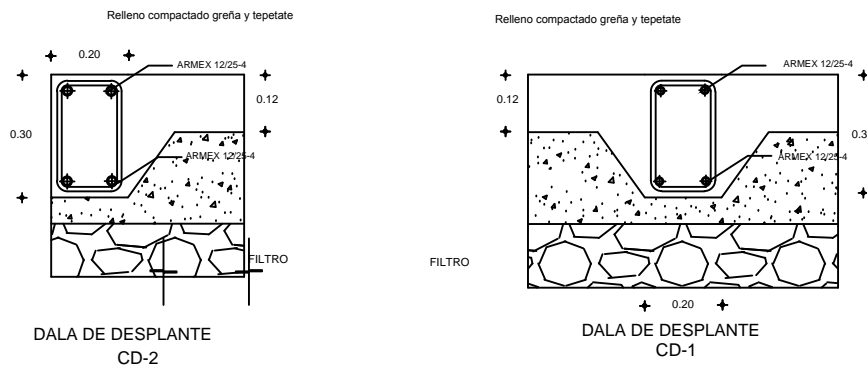 Relleno compactado greña y tepetate
0.20
ARMEX 12/25-4
0.12
0.30
ARMEX 12/25-4
FILTRO
DALA DE DESPLANTE
CD-2
Relleno compactado greña y tepetate
ARMEX 12/25-4
0.12
0.3
ARMEX 12/25-4
FILTRO
0.20
DALA DE DESPLANTE
CD-1